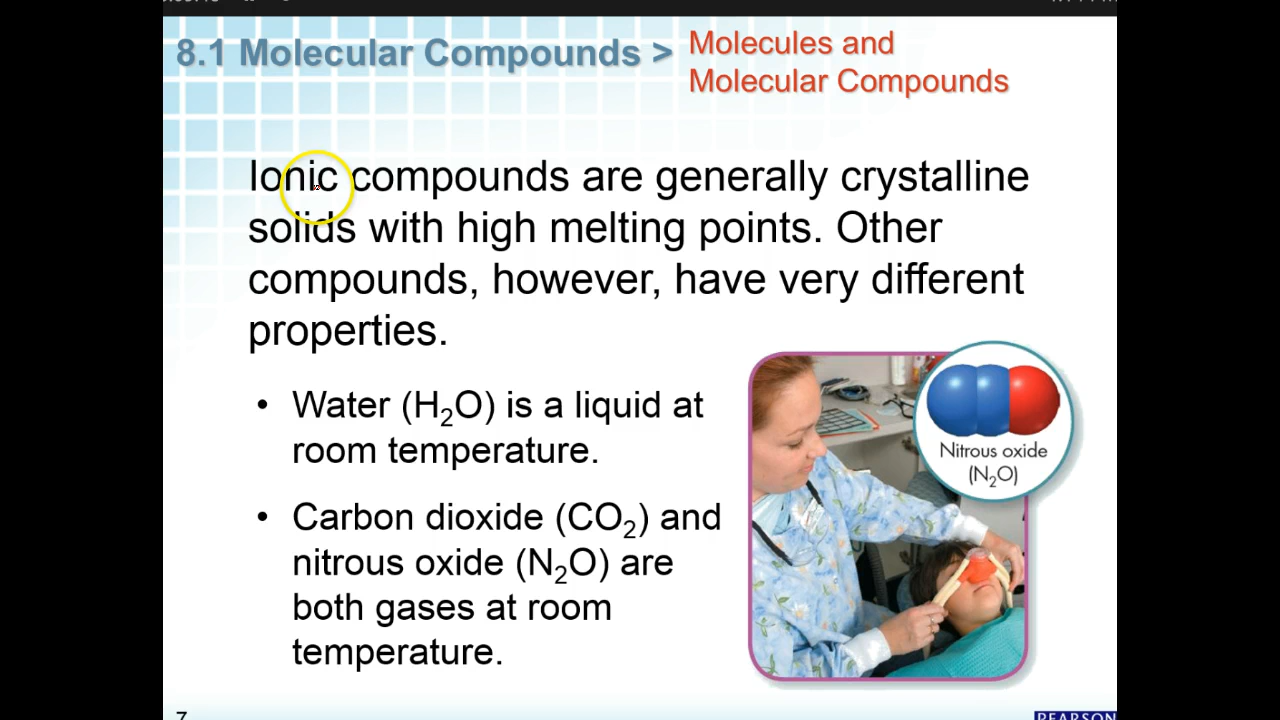 8.1 Molecular Compounds >
Molecules and
Molecular Compounds
Ionic compounds are generally crystalline
solids with high melting points. Other
compounds, however, have very different
properties.
• Water (H₂O) is a liquid at
room temperature.
• Carbon dioxide (CO₂) and
nitrous oxide (N₂O) are
both gases at room
temperature.
Nitrous oxide
(N₂O)
7
PEARSON